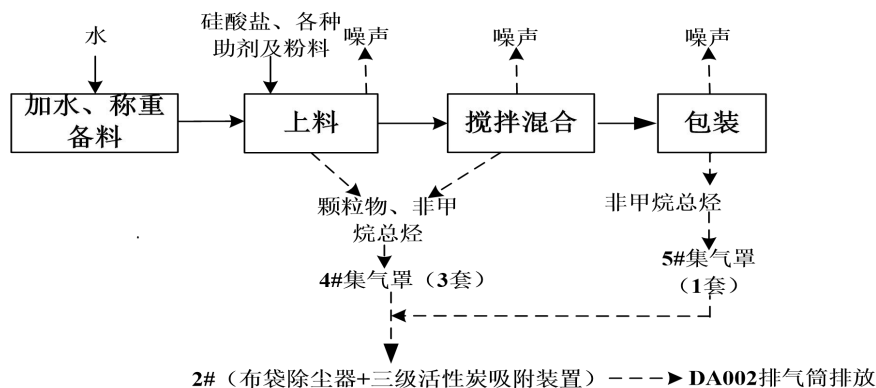 水
硅酸盐、各种
助剂及粉料
噪声
噪声
噪声
加水、称重
备料
上料
搅拌混合
包装
颗粒物、非甲
烷总烃
非甲烷总烃
4#集气罩（3套）
5#集气罩
（1套）
2#（布袋除尘器+三级活性炭吸附装置）
DA002排气筒排放